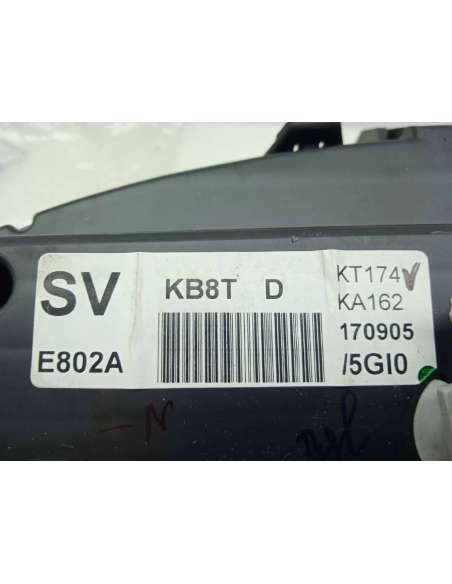 SV
E802A
KB8T D
KT174
KA162
170905
/5GI0